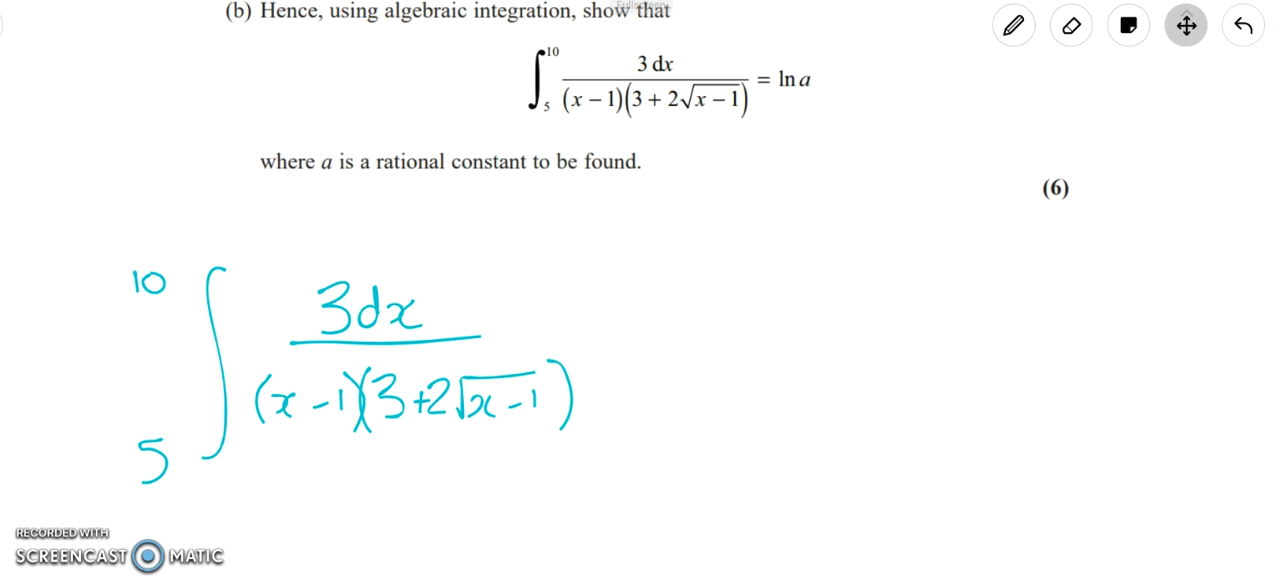 (b) Hence, using algebraic integration, show that
∫₅¹⁰ 3 dx / (x − 1)(3 + 2√(x − 1)) = ln a
where a is a rational constant to be found.
(6)
10 ∫ 3dx
(x − 1)(3 + 2√(x − 1))
5
RECORDED WITH
SCREENCAST MATIC